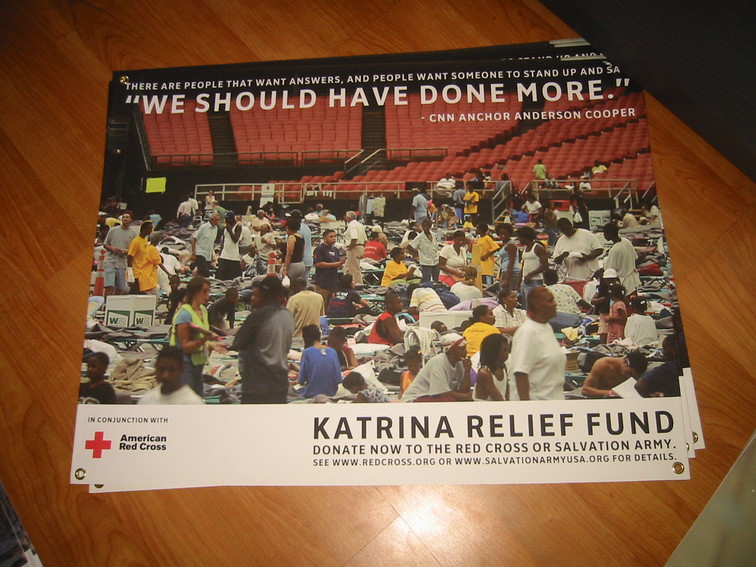 THERE ARE PEOPLE THAT WANT ANSWERS, AND PEOPLE WANT SOMEONE TO STAND UP AND SA
"WE SHOULD HAVE DONE MORE."
- CNN ANCHOR ANDERSON COOPER
IN CONJUNCTION WITH
American
Red Cross
KATRINA RELIEF FUND
DONATE NOW TO THE RED CROSS OR SALVATION ARMY.
SEE WWW.REDCROSS.ORG OR WWW.SALVATIONARMYUSA.ORG FOR DETAILS.